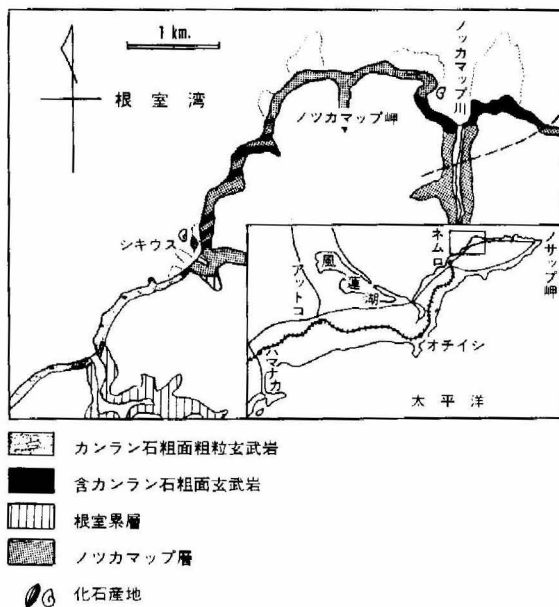 1 km.
根室湾
ノッカマップ川
ノツカマップ岬
シキウス
ネムロ
ノサップ岬
アットコ
風蓮湖
オチイシ
ハマナカ
太平洋
カンラン石粗面粗粒玄武岩
含カンラン石粗面玄武岩
根室累層
ノツカマップ層
化石産地